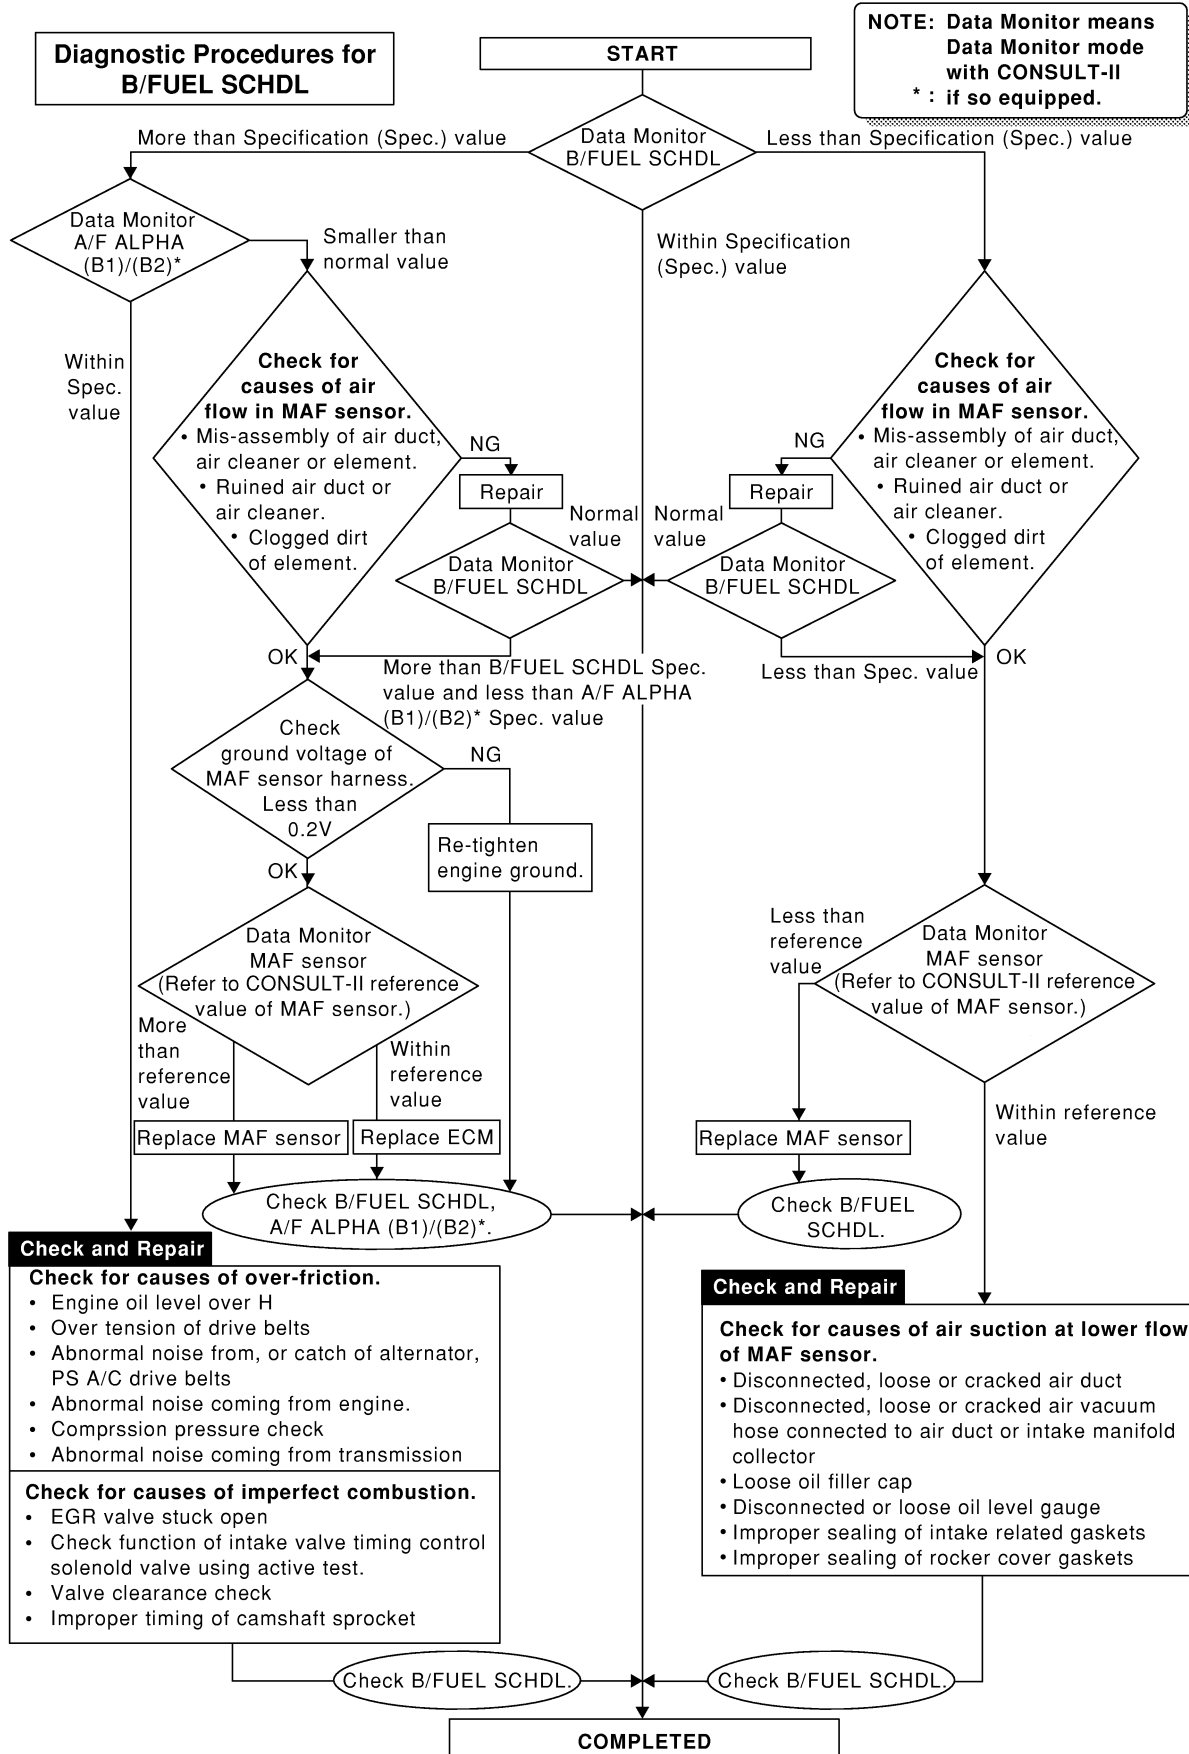 Diagnostic Procedures for
B/FUEL SCHDL
START
NOTE: Data Monitor means
Data Monitor mode
with CONSULT-II
* : if so equipped.
More than Specification (Spec.) value
Data Monitor
B/FUEL SCHDL
Less than Specification (Spec.) value
Data Monitor
A/F ALPHA
(B1)/(B2)*
Smaller than
normal value
Within Specification
(Spec.) value
Within
Spec.
value
Check for
causes of air
flow in MAF sensor.
• Mis-assembly of air duct,
air cleaner or element.
• Ruined air duct or
air cleaner.
• Clogged dirt
of element.
NG
Repair
Normal
value
Data Monitor
B/FUEL SCHDL
Check for
causes of air
flow in MAF sensor.
• Mis-assembly of air duct,
air cleaner or element.
• Ruined air duct or
air cleaner.
• Clogged dirt
of element.
NG
Repair
Normal
value
Data Monitor
B/FUEL SCHDL
OK
More than B/FUEL SCHDL Spec.
value and less than A/F ALPHA
(B1)/(B2)* Spec. value
Less than Spec. value
OK
Check
ground voltage of
MAF sensor harness.
Less than
0.2V
NG
Re-tighten
engine ground.
OK
Data Monitor
MAF sensor
(Refer to CONSULT-II reference
value of MAF sensor.)
Less than
reference
value
Data Monitor
MAF sensor
(Refer to CONSULT-II reference
value of MAF sensor.)
More
than
reference
value
Within
reference
value
Within reference
value
Replace MAF sensor
Replace ECM
Replace MAF sensor
Check B/FUEL SCHDL,
A/F ALPHA (B1)/(B2)*.
Check B/FUEL
SCHDL.
Check and Repair
Check for causes of over-friction.
• Engine oil level over H
• Over tension of drive belts
• Abnormal noise from, or catch of alternator,
PS A/C drive belts
• Abnormal noise coming from engine.
• Comprssion pressure check
• Abnormal noise coming from transmission
Check for causes of imperfect combustion.
• EGR valve stuck open
• Check function of intake valve timing control
solenold valve using active test.
• Valve clearance check
• Improper timing of camshaft sprocket
Check and Repair
Check for causes of air suction at lower flow
of MAF sensor.
• Disconnected, loose or cracked air duct
• Disconnected, loose or cracked air vacuum
hose connected to air duct or intake manifold
collector
• Loose oil filler cap
• Disconnected or loose oil level gauge
• Improper sealing of intake related gaskets
• Improper sealing of rocker cover gaskets
Check B/FUEL SCHDL.
Check B/FUEL SCHDL.
COMPLETED